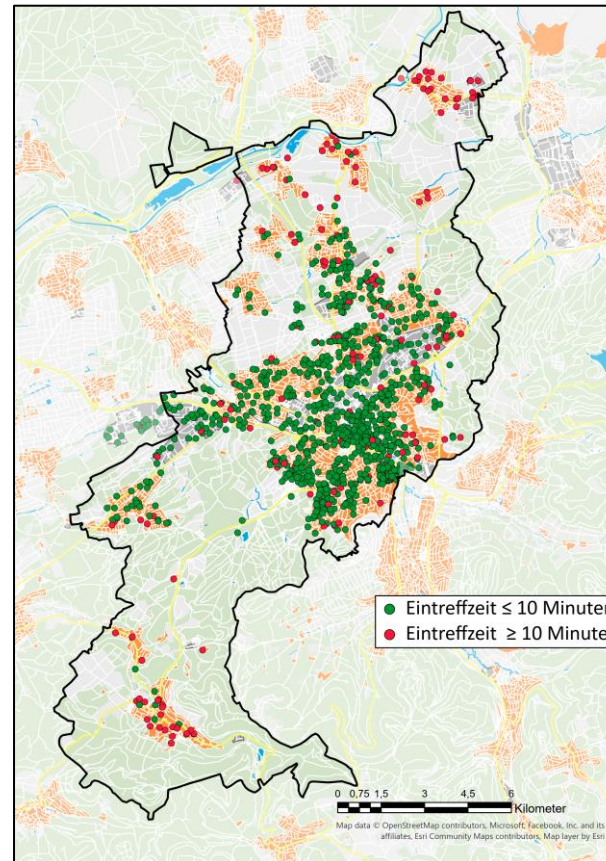 Eintreffzeit ≤ 10 Minuten
Eintreffzeit ≥ 10 Minute
0 0,75 1,5 3 4,5 6
Kilometer
Map data © OpenStreetMap contributors, Microsoft, Facebook, Inc. and its
affiliates, Esri Community Maps contributors, Map layer by Esri